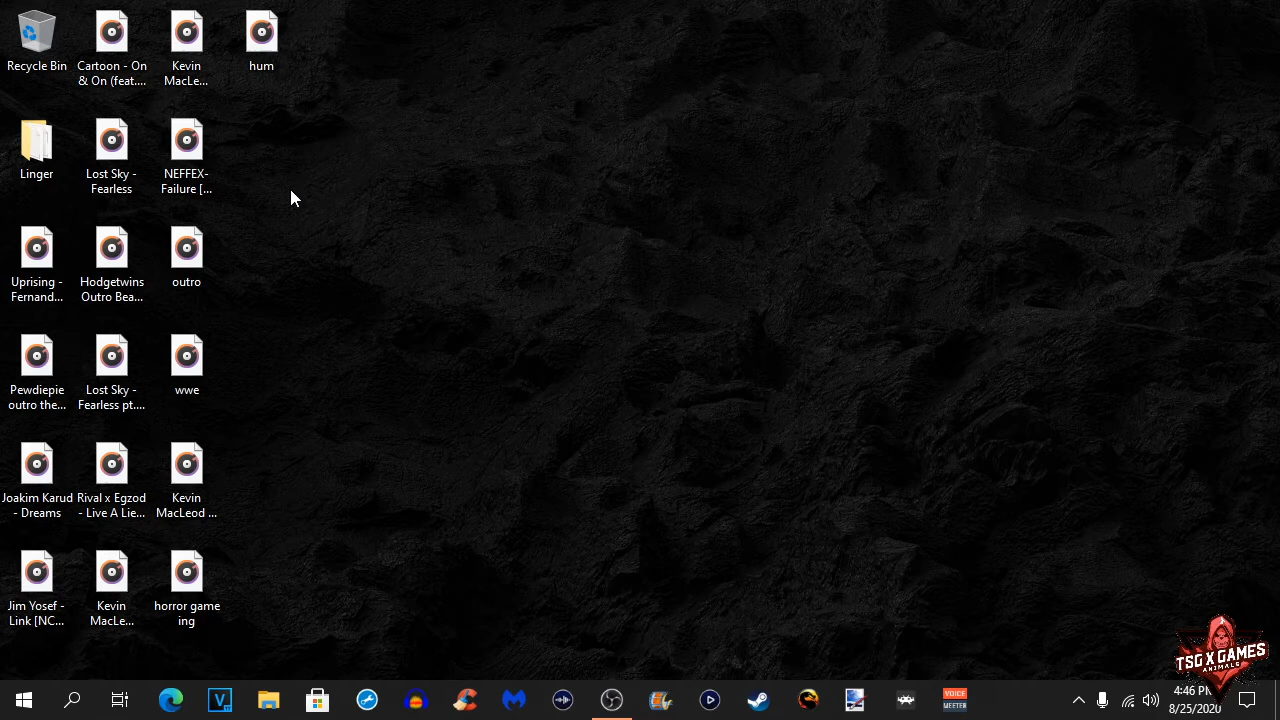 Recycle Bin
Cartoon - On
& On (feat....
Kevin
MacLe...
hum
Linger
Lost Sky -
Fearless
NEFFEX-
Failure [...
Uprising -
Fernand...
Hodgetwins
Outro Bea...
outro
Pewdiepie
outro the...
Lost Sky -
Fearless pt....
wwe
Joakim Karud
- Dreams
Rival x Egzod
- Live A Lie...
Kevin
MacLeod ...
Jim Yosef -
Link [NC...
Kevin
MacLe...
horror game
ing
TSG X GAMES
ANIMALS
V
VOICE
MEETER
4:46 PM
8/25/2020